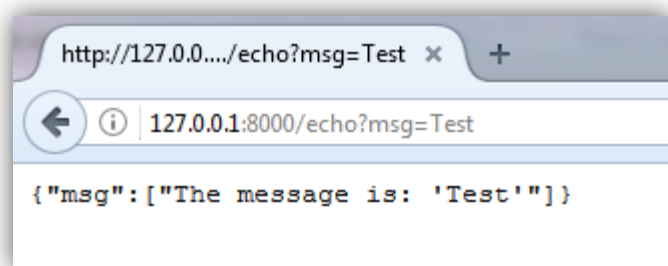 http://127.0.0..../echo?msg=Test
127.0.0.1:8000/echo?msg=Test
{"msg":["The message is: 'Test'"]}